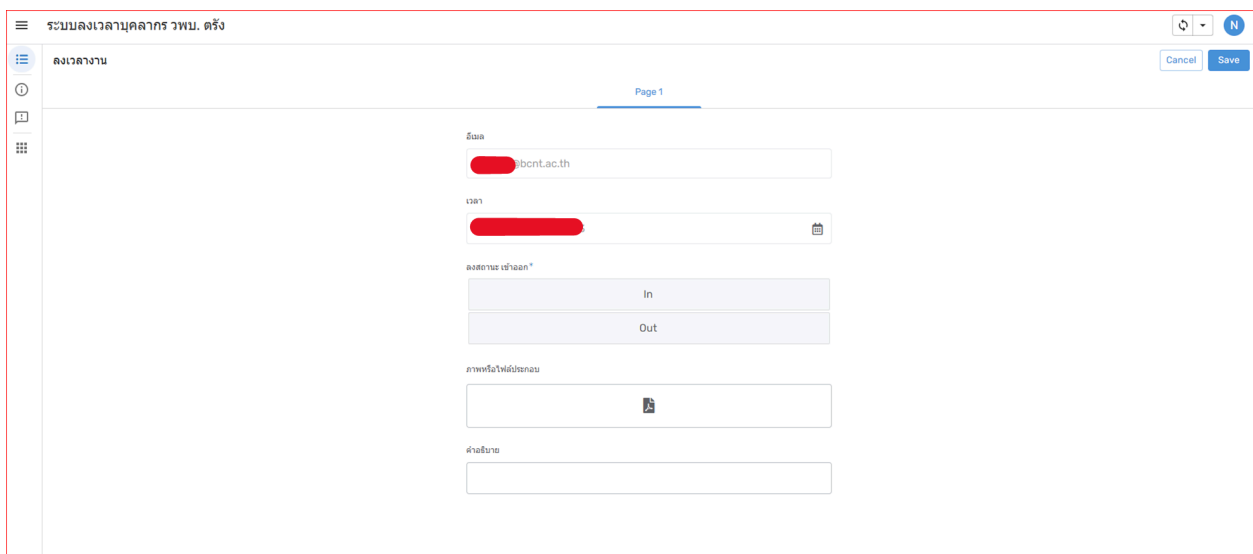 ระบบลงเวลาบุคลากร วพบ. ตรัง
N
ลงเวลางาน
Cancel
Save
Page 1
อีเมล
@bcnt.ac.th
เวลา
ลงสถานะ เข้าออก*
In
Out
ภาพหรือไฟล์ประกอบ
คำอธิบาย